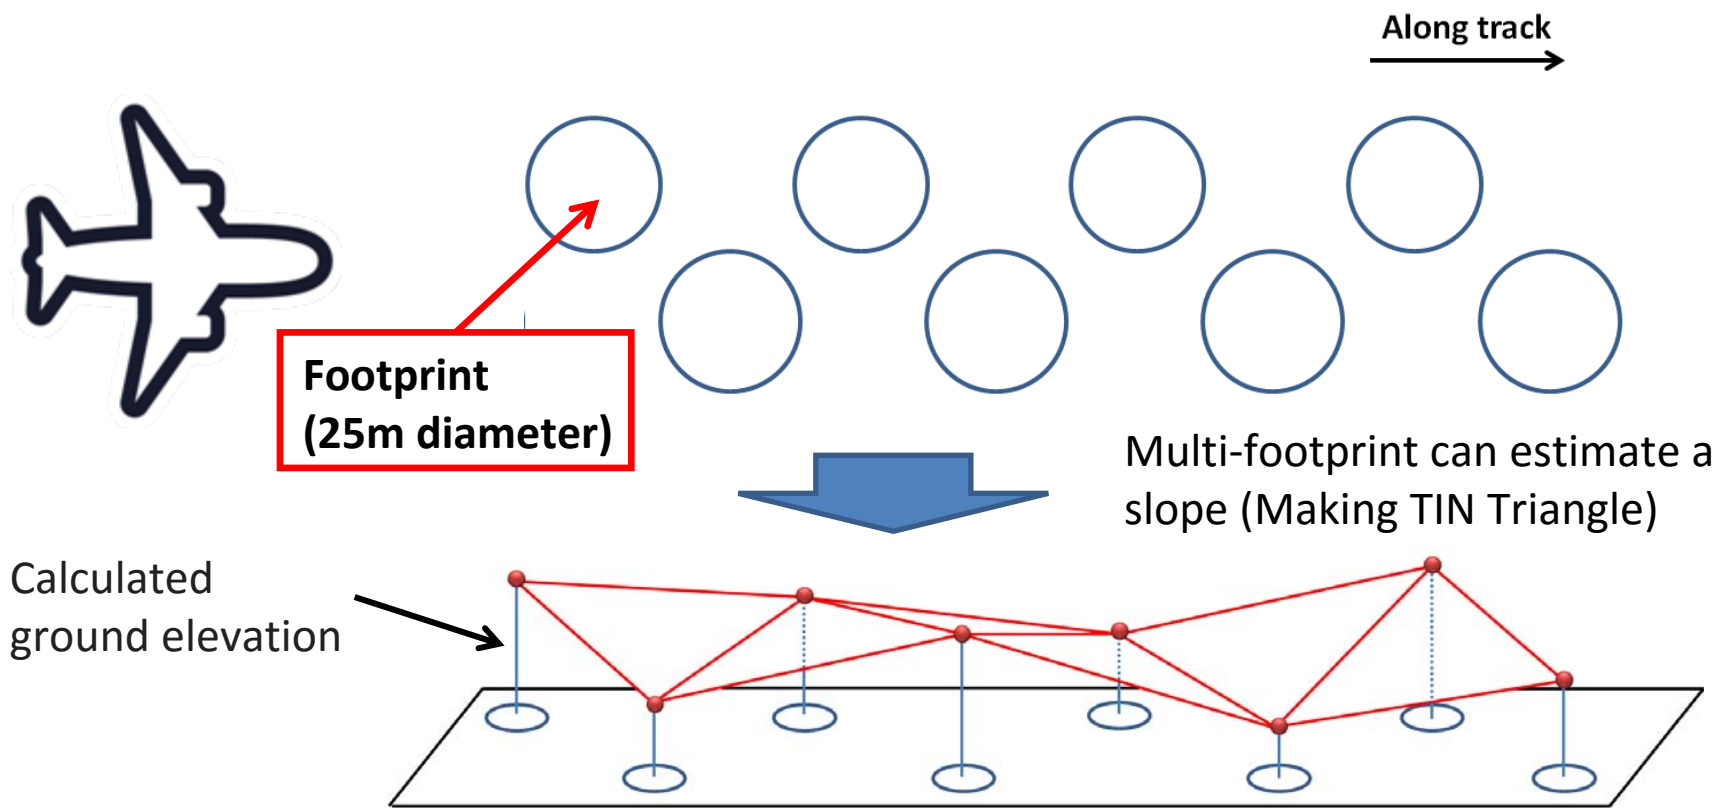 Along track
Footprint
(25m diameter)
Multi-footprint can estimate a
slope (Making TIN Triangle)
Calculated
ground elevation